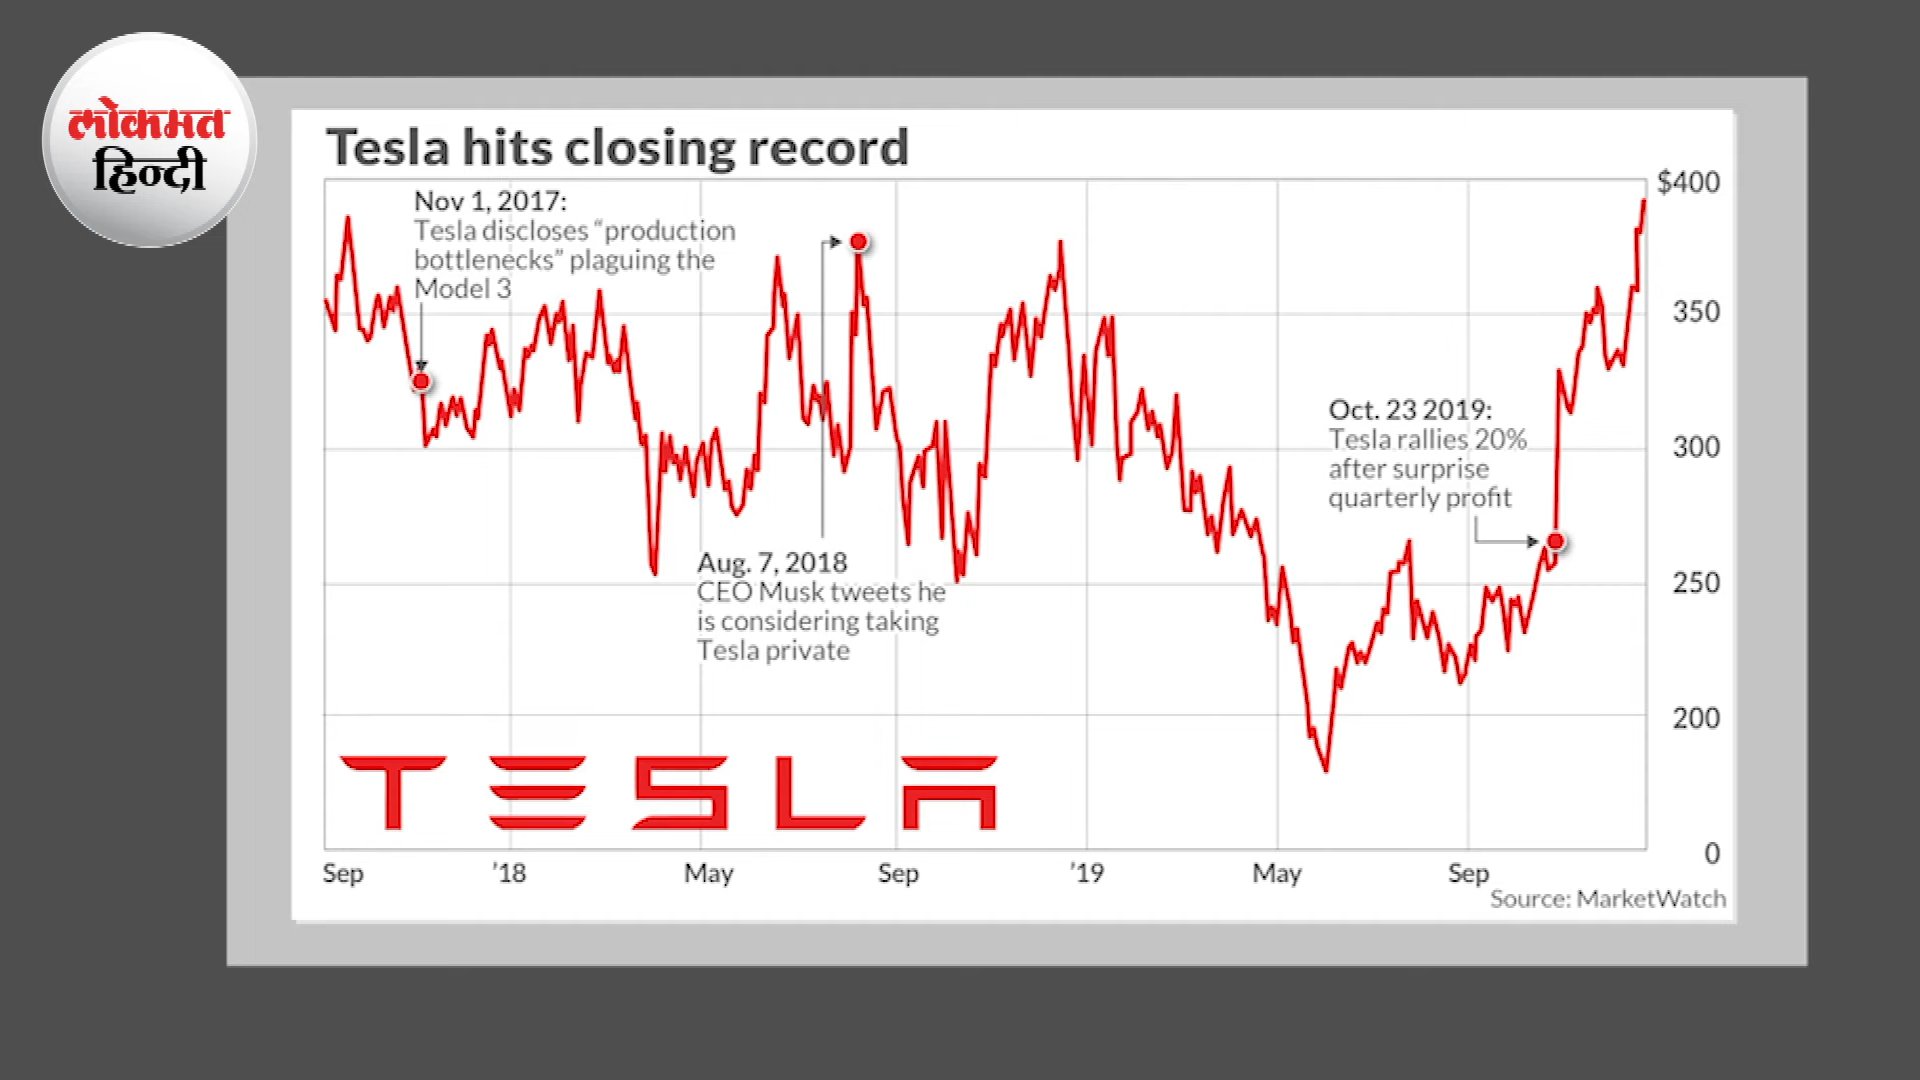 लोकमत
हिन्दी
Tesla hits closing record
Nov 1, 2017:
Tesla discloses “production
bottlenecks” plaguing the
Model 3
Aug. 7, 2018
CEO Musk tweets he
is considering taking
Tesla private
Oct. 23 2019:
Tesla rallies 20%
after surprise
quarterly profit
$400
350
300
250
200
0
TESLA
Sep
’18
May
Sep
’19
May
Sep
Source: MarketWatch